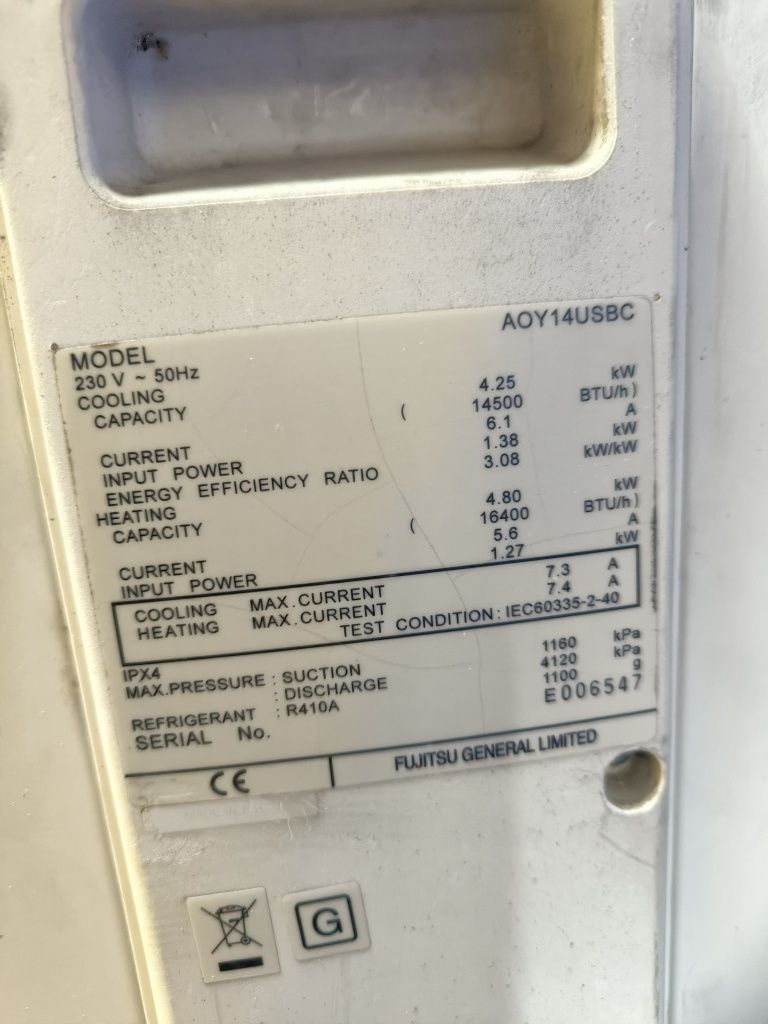 MODEL AOY14USBC
230 V ~ 50Hz
COOLING
CAPACITY 4.25 kW
( 14500 BTU/h )
CURRENT 6.1 A
INPUT POWER 1.38 kW
ENERGY EFFICIENCY RATIO 3.08 kW/kW
HEATING
CAPACITY 4.80 kW
( 16400 BTU/h )
CURRENT 5.6 A
INPUT POWER 1.27 kW
COOLING MAX.CURRENT 7.3 A
HEATING MAX.CURRENT 7.4 A
TEST CONDITION : IEC60335-2-40
IPX4
MAX.PRESSURE : SUCTION 1160 kPa
: DISCHARGE 4120 kPa
REFRIGERANT : R410A 1100 g
SERIAL No. E006547
CE FUJITSU GENERAL LIMITED
G